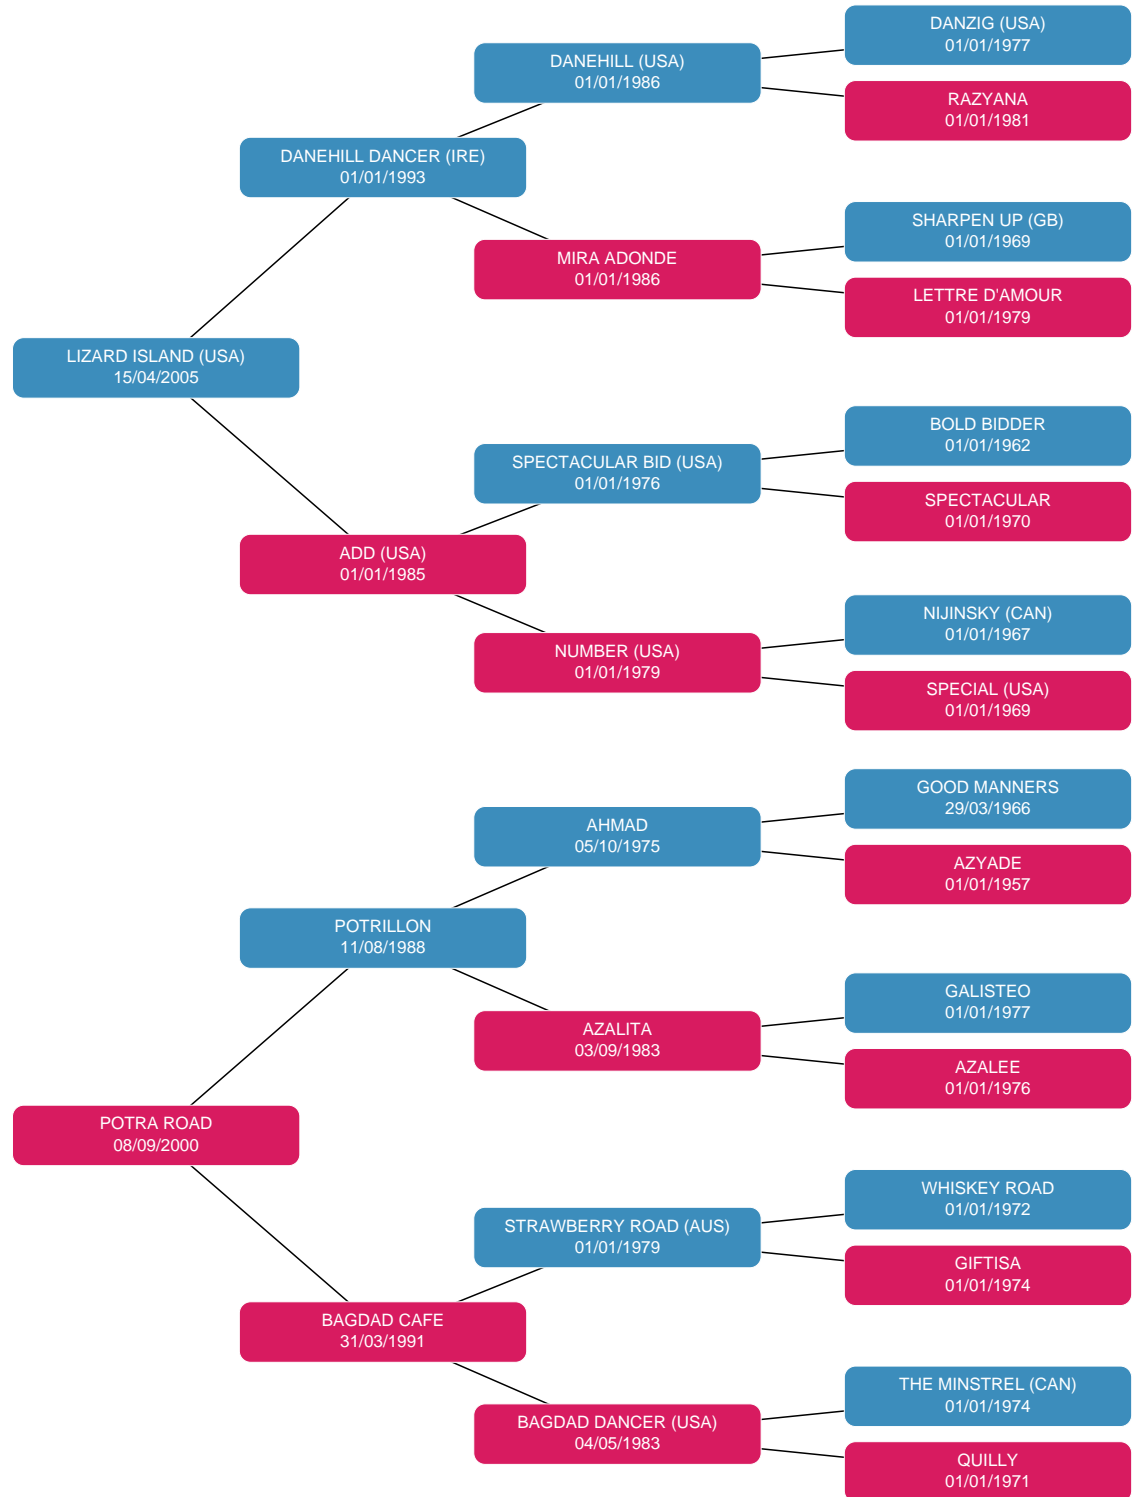 DANZIG (USA)
01/01/1977
DANEHILL (USA)
01/01/1986
RAZYANA
01/01/1981
DANEHILL DANCER (IRE)
01/01/1993
SHARPEN UP (GB)
01/01/1969
MIRA ADONDE
01/01/1986
LETTRE D'AMOUR
01/01/1979
LIZARD ISLAND (USA)
15/04/2005
BOLD BIDDER
01/01/1962
SPECTACULAR BID (USA)
01/01/1976
SPECTACULAR
01/01/1970
ADD (USA)
01/01/1985
NIJINSKY (CAN)
01/01/1967
NUMBER (USA)
01/01/1979
SPECIAL (USA)
01/01/1969
GOOD MANNERS
29/03/1966
AHMAD
05/10/1975
AZYADE
01/01/1957
POTRILLON
11/08/1988
GALISTEO
01/01/1977
AZALITA
03/09/1983
AZALEE
01/01/1976
POTRA ROAD
08/09/2000
WHISKEY ROAD
01/01/1972
STRAWBERRY ROAD (AUS)
01/01/1979
GIFTISA
01/01/1974
BAGDAD CAFE
31/03/1991
THE MINSTREL (CAN)
01/01/1974
BAGDAD DANCER (USA)
04/05/1983
QUILLY
01/01/1971